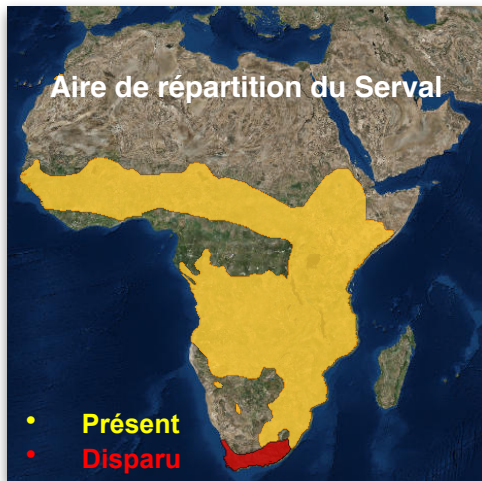 Aire de répartition du Serval
• Présent
• Disparu